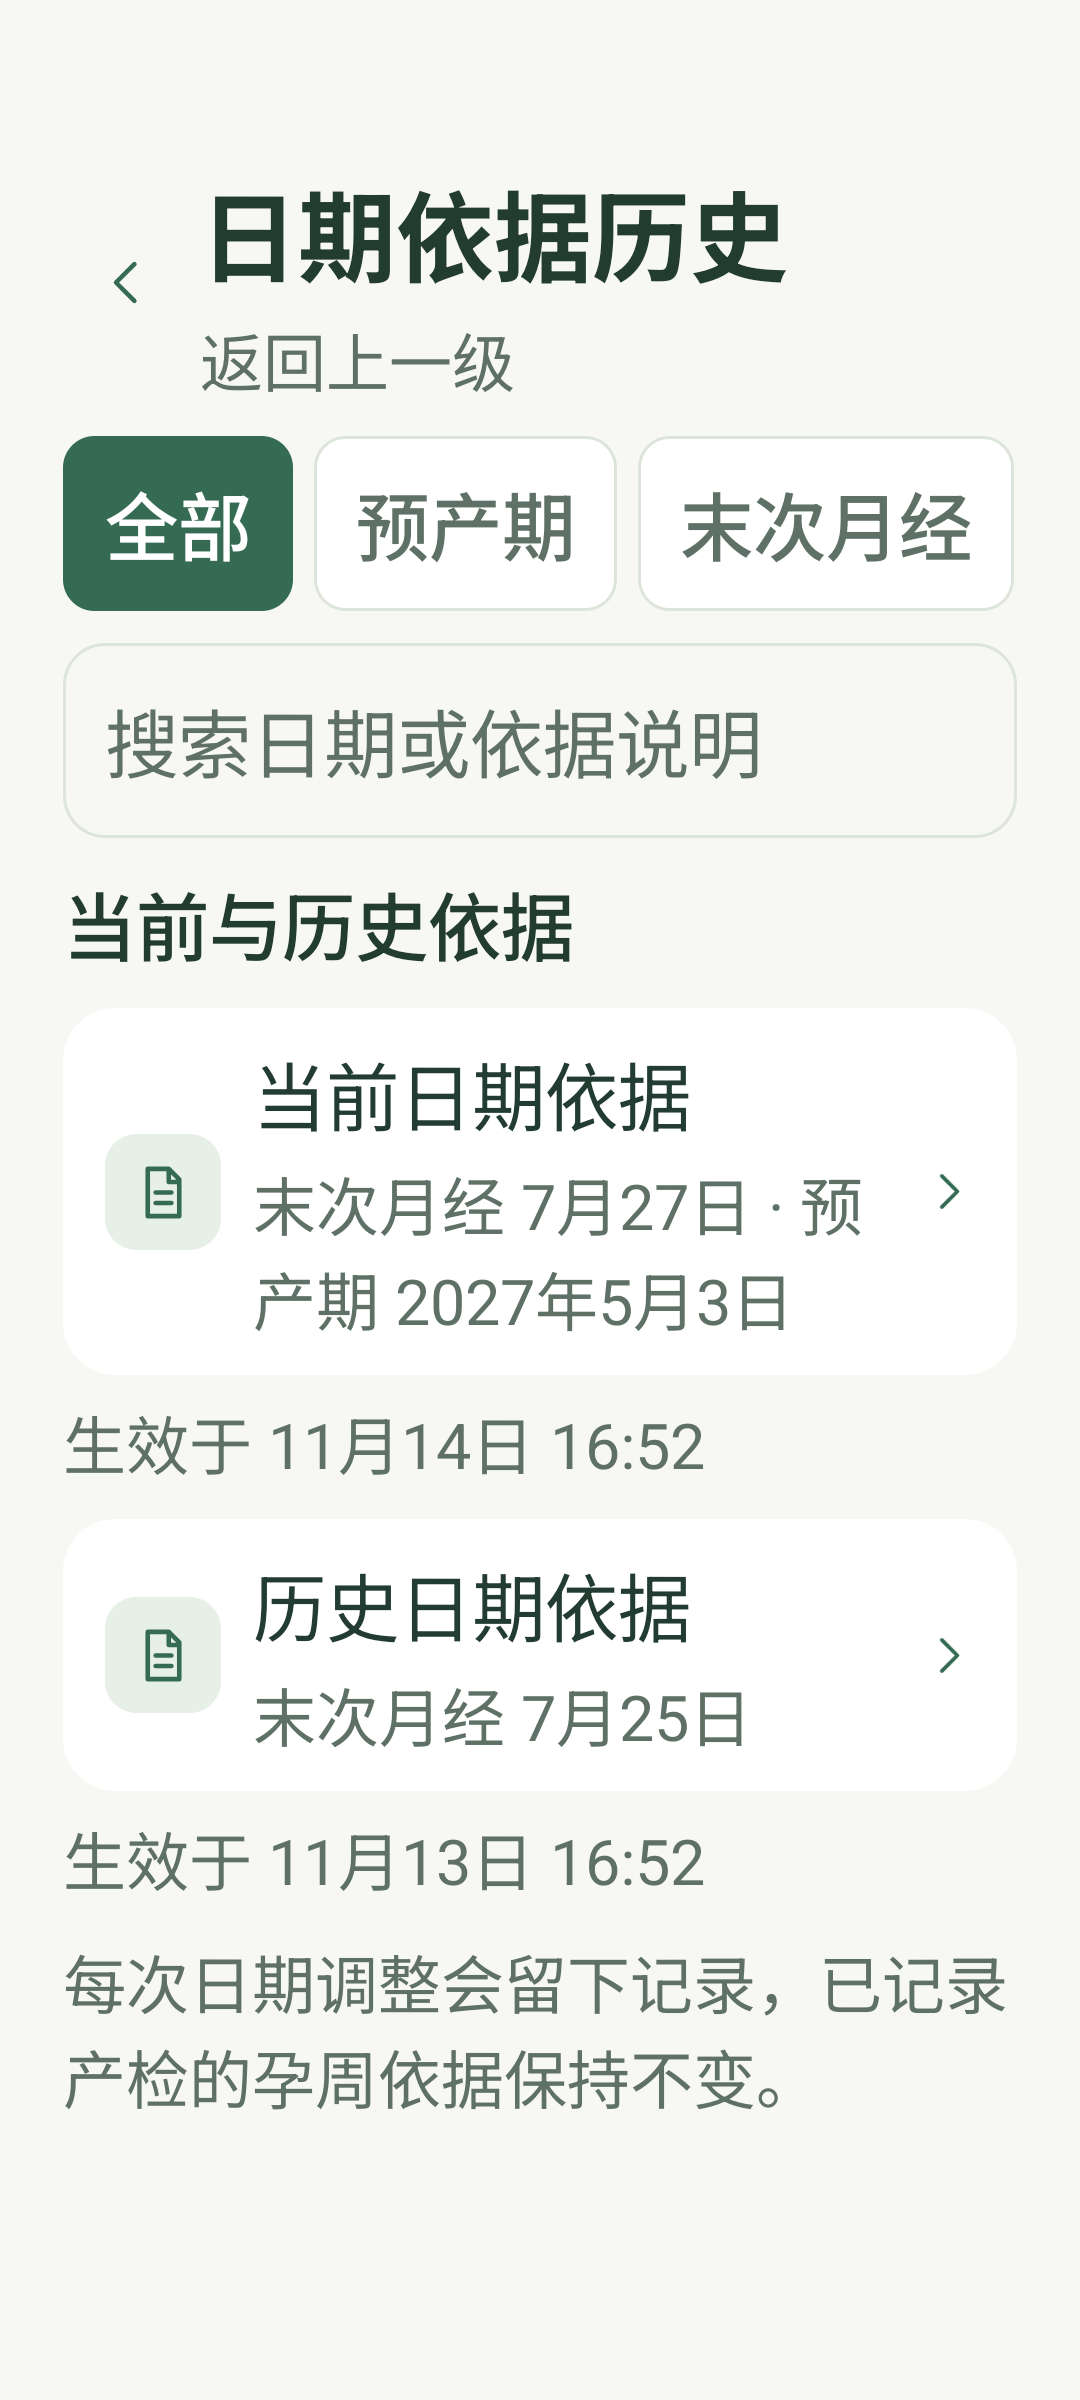 日期依据历史
返回上一级
全部
预产期
末次月经
搜索日期或依据说明
当前与历史依据
当前日期依据
末次月经 7月27日 · 预
产期 2027年5月3日
生效于 11月14日 16:52
历史日期依据
末次月经 7月25日
生效于 11月13日 16:52
每次日期调整会留下记录，已记录
产检的孕周依据保持不变。